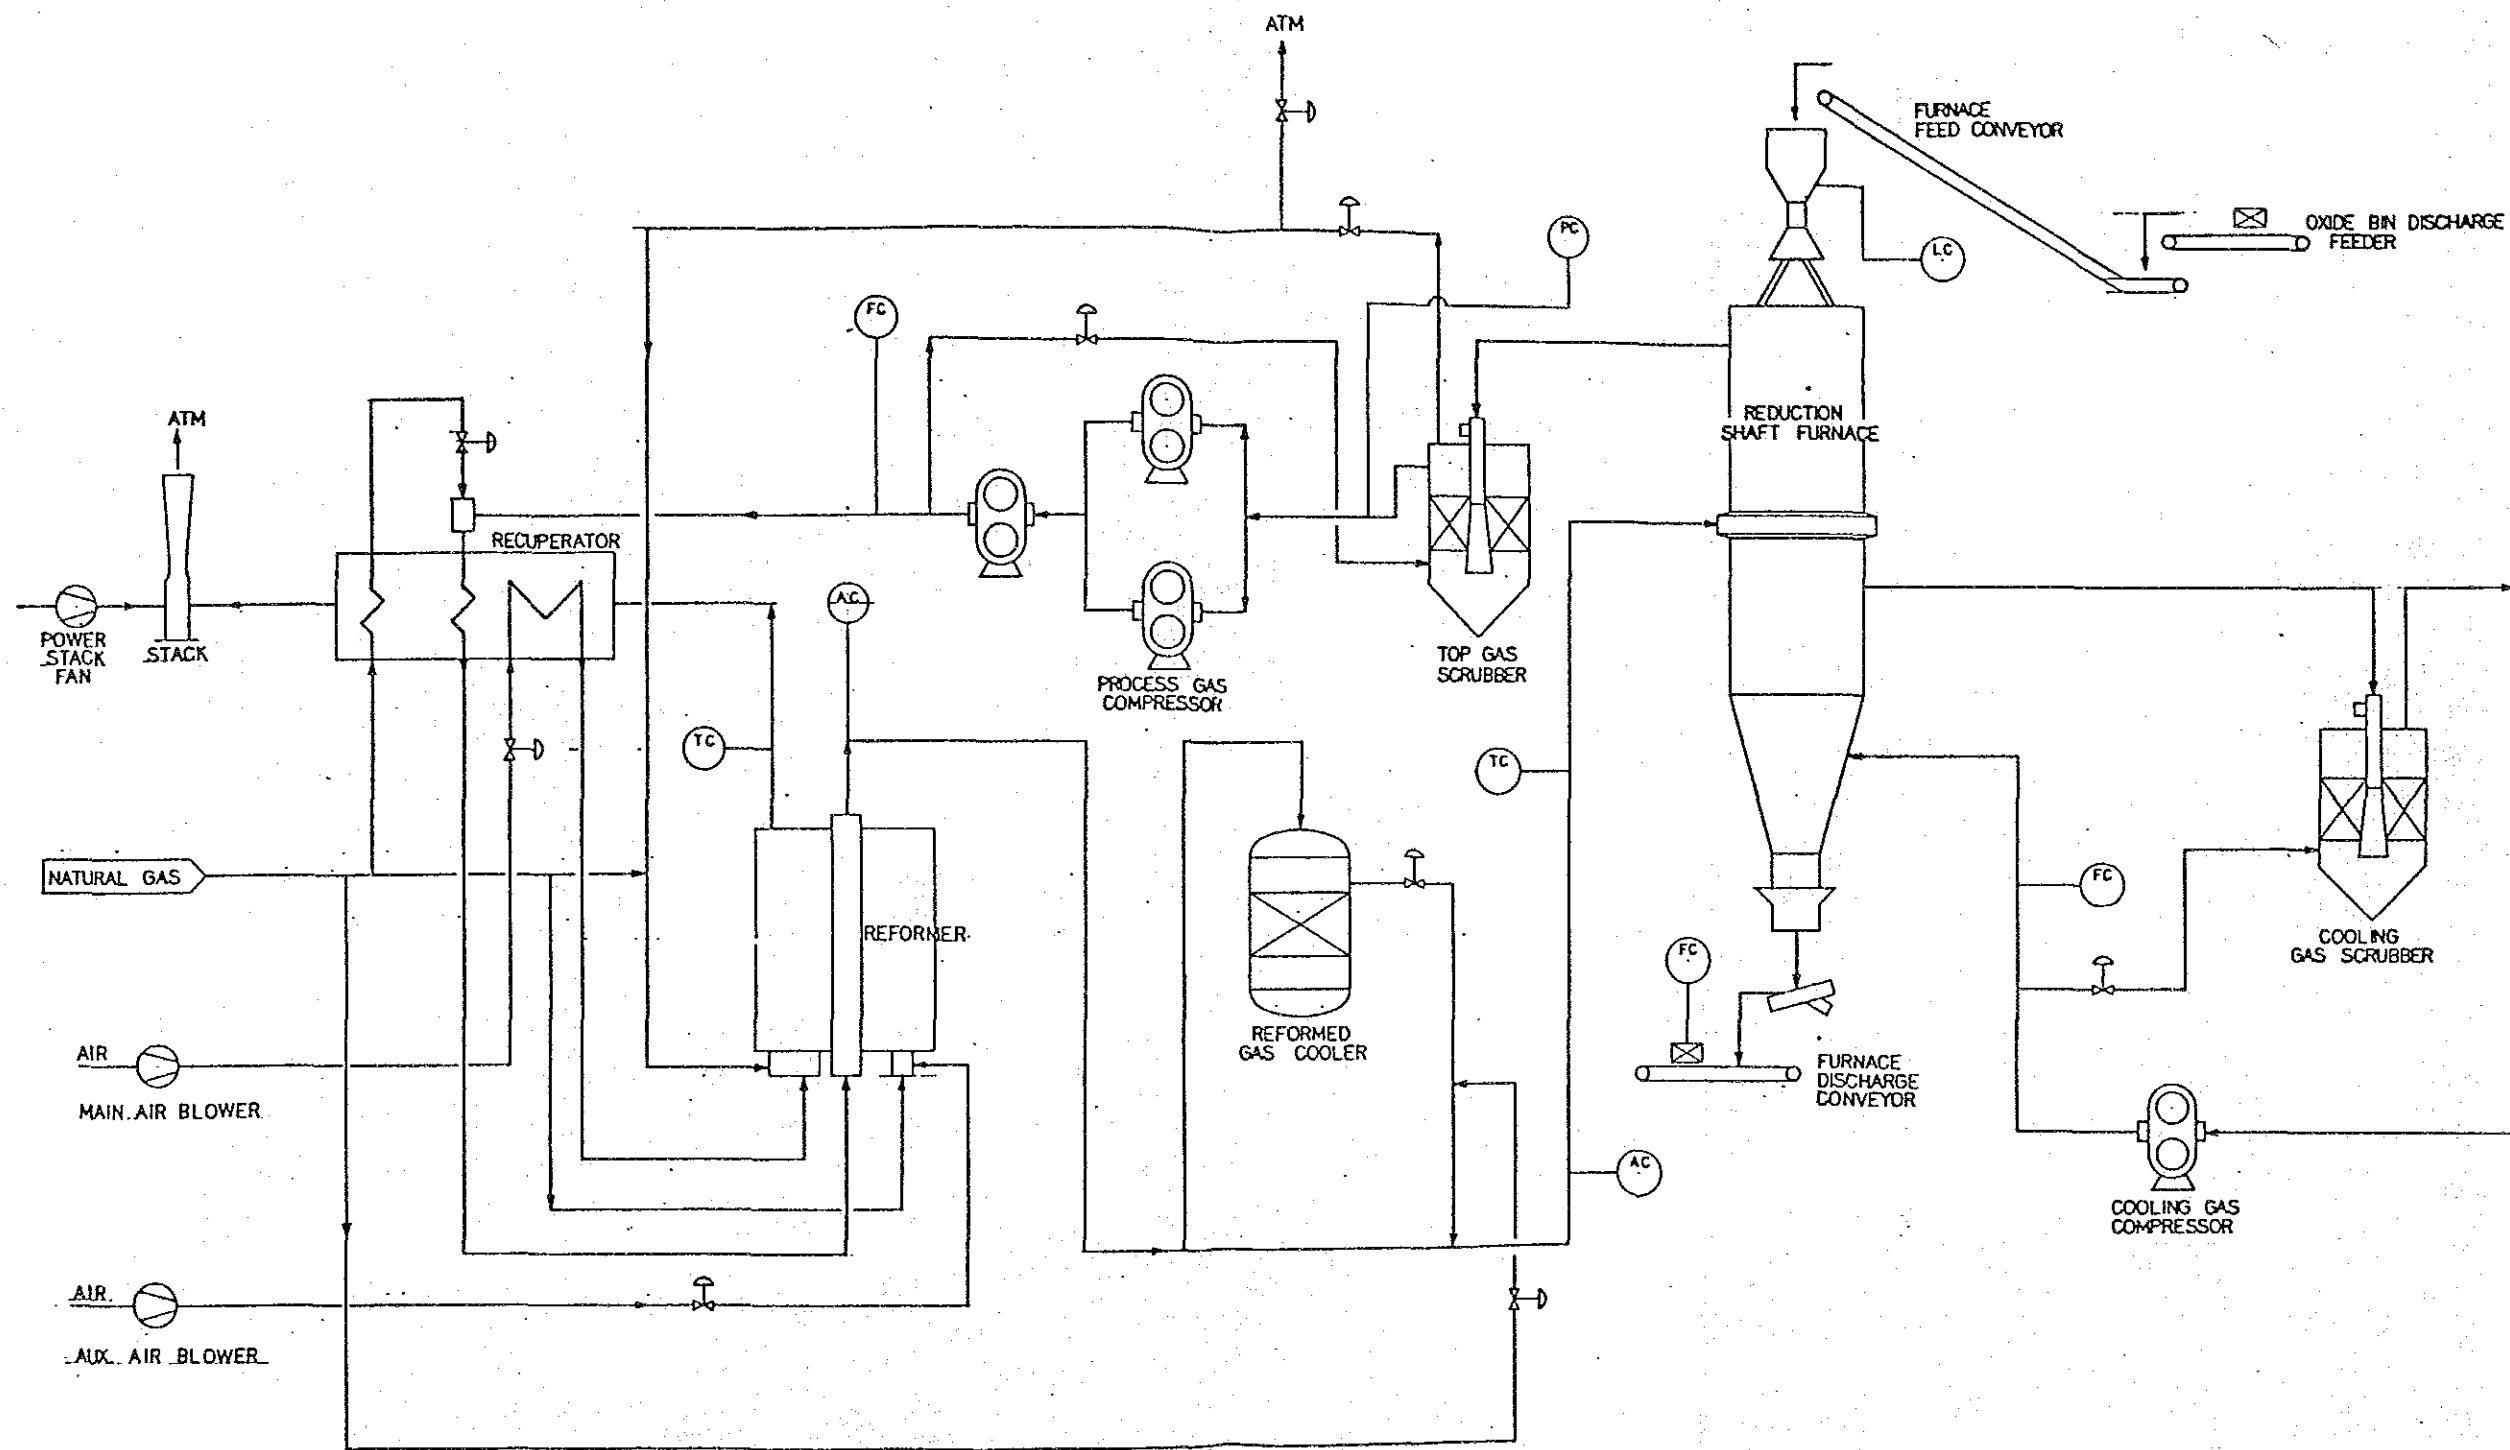 ATM
FURNACE
FEED CONVEYOR
OXIDE BIN DISCHARGE
FEEDER
PC
LC
FC
ATM
REDUCTION
SHAFT FURNACE
RECUPERATOR
AC
POWER
STACK
FAN
STACK
TOP GAS
SCRUBBER
PROCESS GAS
COMPRESSOR
TC
TC
NATURAL GAS
FC
REFORMER
COOLING
GAS SCRUBBER
FC
REFORMED
GAS COOLER
AIR
MAIN AIR BLOWER
FURNACE
DISCHARGE
CONVEYOR
AC
COOLING GAS
COMPRESSOR
AIR
AUX. AIR BLOWER